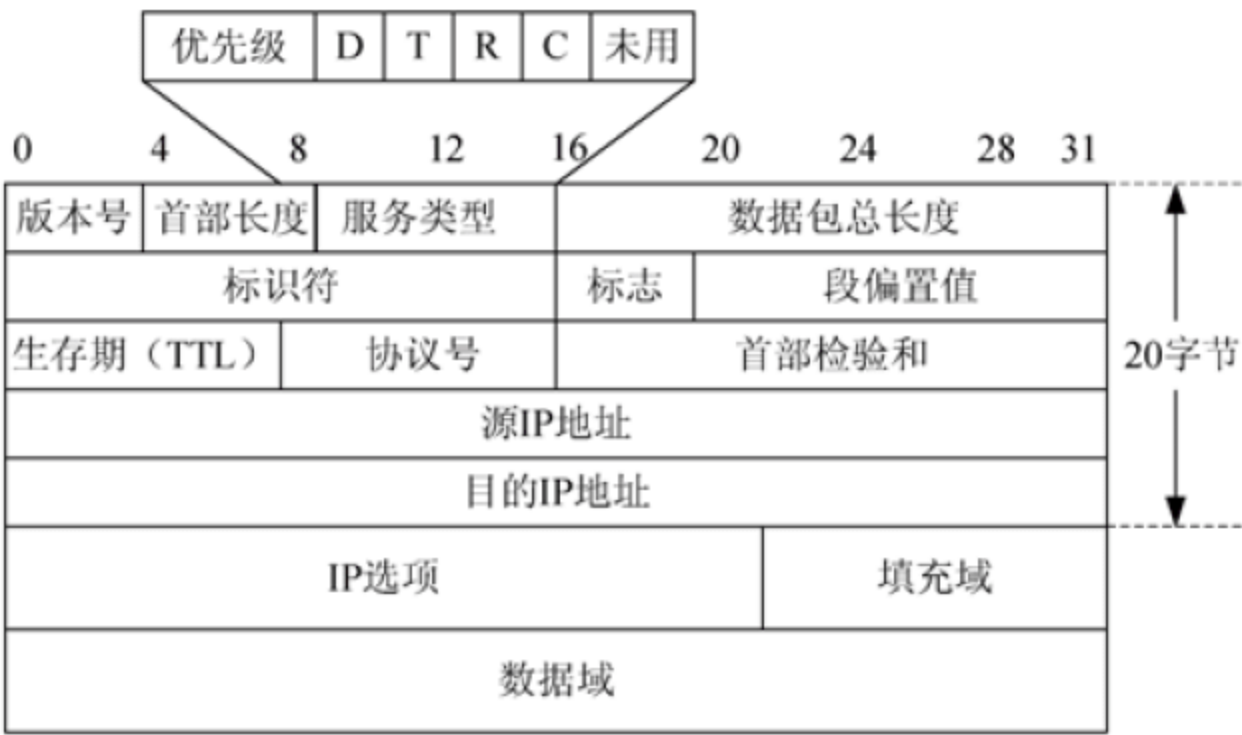 优先级 D T R C 未用
0 4 8 12 16 20 24 28 31
版本号 首部长度 服务类型 数据包总长度
标识符 标志 段偏置值
生存期（TTL） 协议号 首部检验和 20字节
源IP地址
目的IP地址
IP选项 填充域
数据域